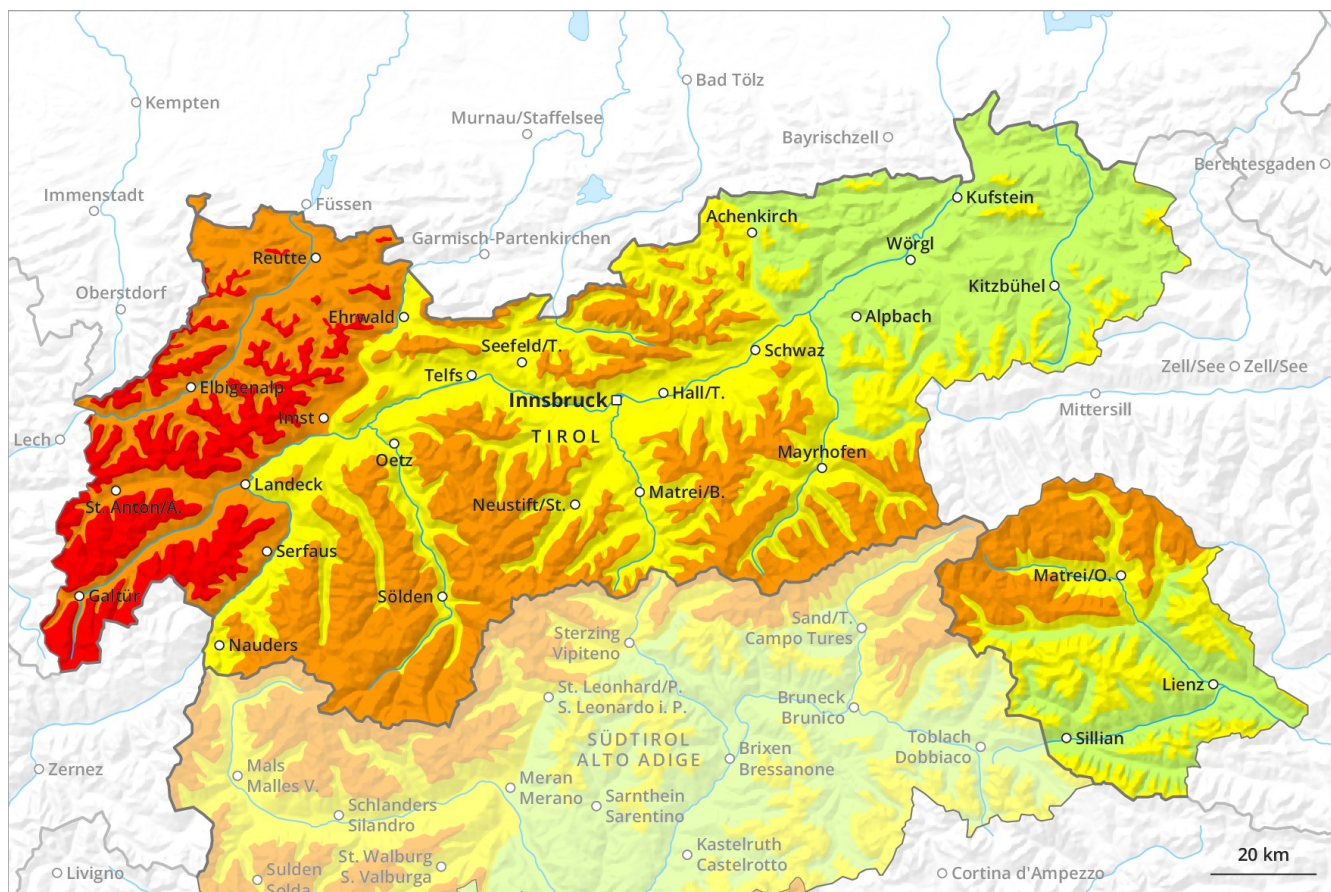 Bad Tölz
Kempten
Murnau/Staffelsee
Bayrischzell
Berchtesgaden
Immenstadt
Füssen
Kufstein
Achenkirch
Garmisch-Partenkirchen
Wörgl
Reutte
Kitzbühel
Oberstdorf
Ehrwald
Alpbach
Seefeld/T.
Schwaz
Zell/See
Zell/See
Telfs
Elbigenalp
Hall/T.
Innsbruck
Mittersill
Imst
TIROL
Lech
Oetz
Mayrhofen
Landeck
Matrei/B.
St. Anton/A.
Neustift/St.
Serfaus
Matrei/O.
Galtür
Sölden
Sand/T.
Campo Tures
Sterzing
Vipiteno
Nauders
Lienz
St. Leonhard/P.
S. Leonardo i. P.
Bruneck
Brunico
Sillian
SÜDTIROL
ALTO ADIGE
Toblach
Dobbiaco
Brixen
Bressanone
Zernez
Mals
Malles V.
Meran
Merano
Sarnthein
Sarentino
Schlanders
Silandro
Kastelruth
Castelrotto
20 km
St. Walburg
S. Valburga
Livigno
Sulden
Solda
Cortina d'Ampezzo